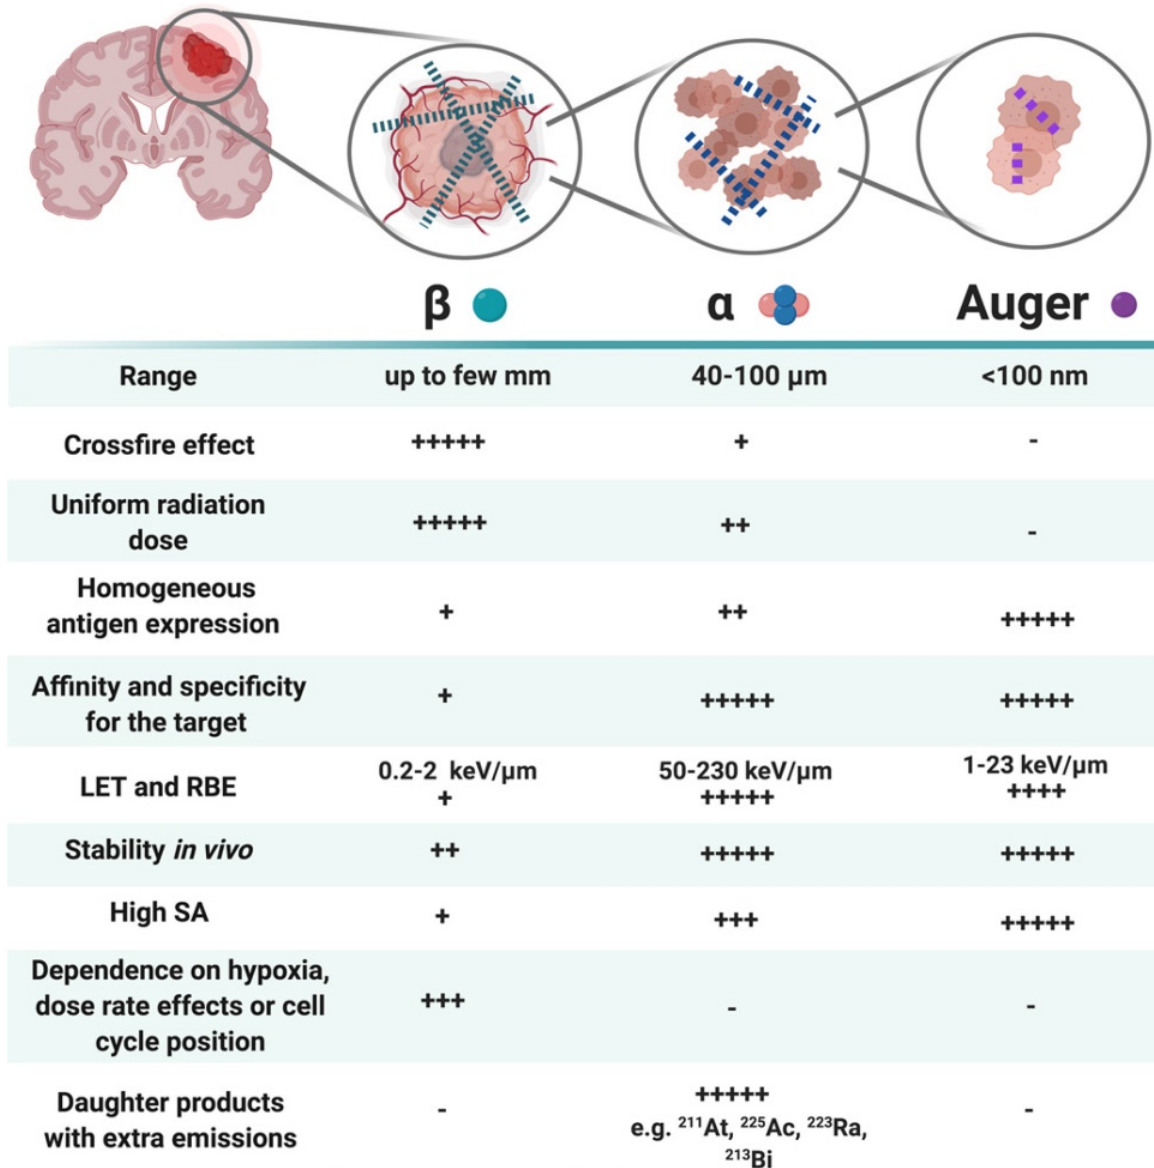 β α Auger
Range up to few mm 40-100 μm <100 nm
Crossfire effect +++++ + -
Uniform radiation
dose +++++ ++ -
Homogeneous
antigen expression + ++ +++++
Affinity and specificity
for the target + +++++ +++++
LET and RBE 0.2-2 keV/μm 50-230 keV/μm 1-23 keV/μm
+ +++++ ++++
Stability in vivo ++ +++++ +++++
High SA + +++ +++++
Dependence on hypoxia,
dose rate effects or cell
cycle position +++ - -
Daughter products
with extra emissions - +++++ -
e.g. ²¹¹At, ²²⁵Ac, ²²³Ra,
²¹³Bi